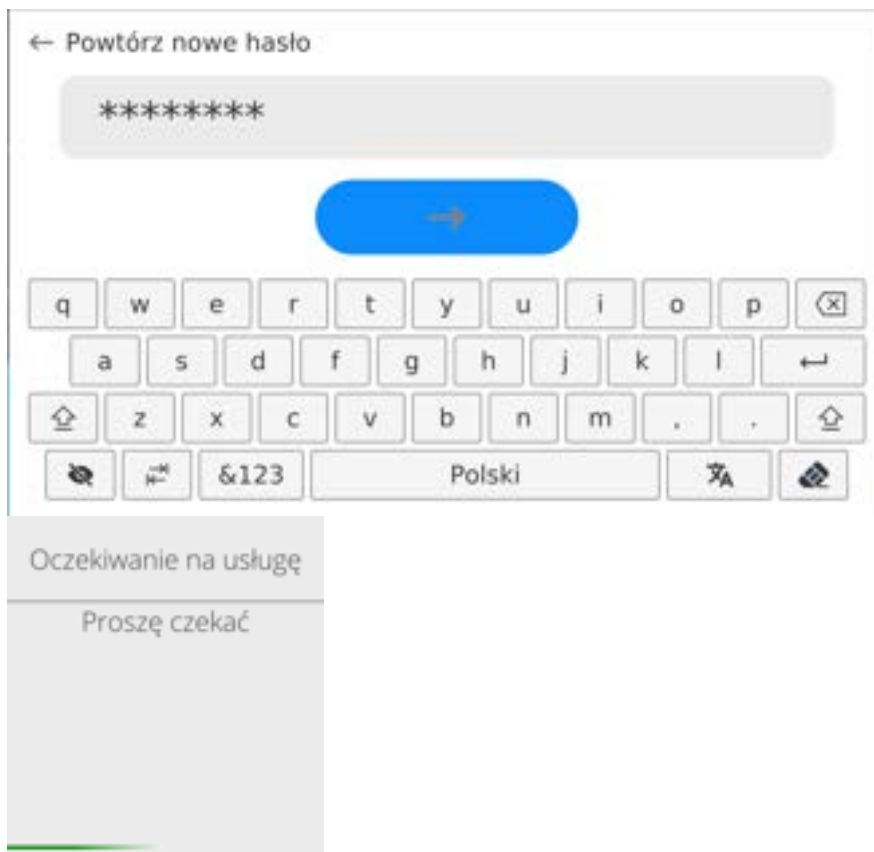 ← Powtórz nowe hasło
********
→
q w e r t y u i o p
a s d f g h j k l
z x c v b n m , .
&123 Polski
Oczekiwanie na usługę
Proszę czekać